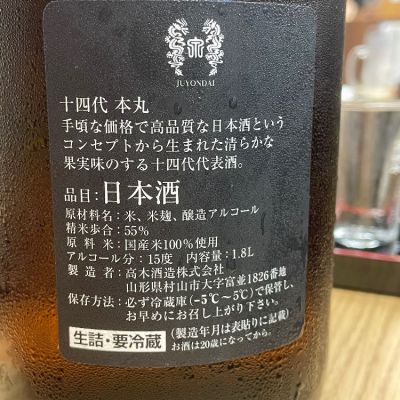 JUYONDAI
十四代 本丸
手頃な価格で高品質な日本酒という
コンセプトから生まれた清らかな
果実味のする十四代代表酒。
品目：日本酒
原材料名：米、米麹、醸造アルコール
精米歩合：55%
原料米：国産米100%使用
アルコール分：15度 内容量：1.8L
製造者：高木酒造株式会社
山形県村山市大字富並1826番地
保存方法：必ず冷蔵庫(-5℃～5℃)で保管し、
お早めにお召し上がり下さい。
生詰・要冷蔵
(製造年月は表貼りに記載)
お酒は20歳になってから。